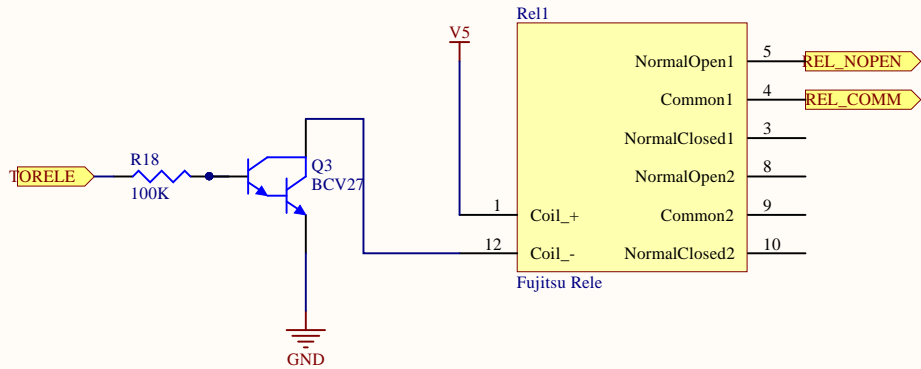 Rel1
V5
NormalOpen1
5
REL_NOPEN
Common1
4
REL_COMM
NormalClosed1
3
R18
Q3
TORELE
NormalOpen2
8
BCV27
100K
1
Coil_+
Common2
9
12
Coil_-
NormalClosed2
10
Fujitsu Rele
GND